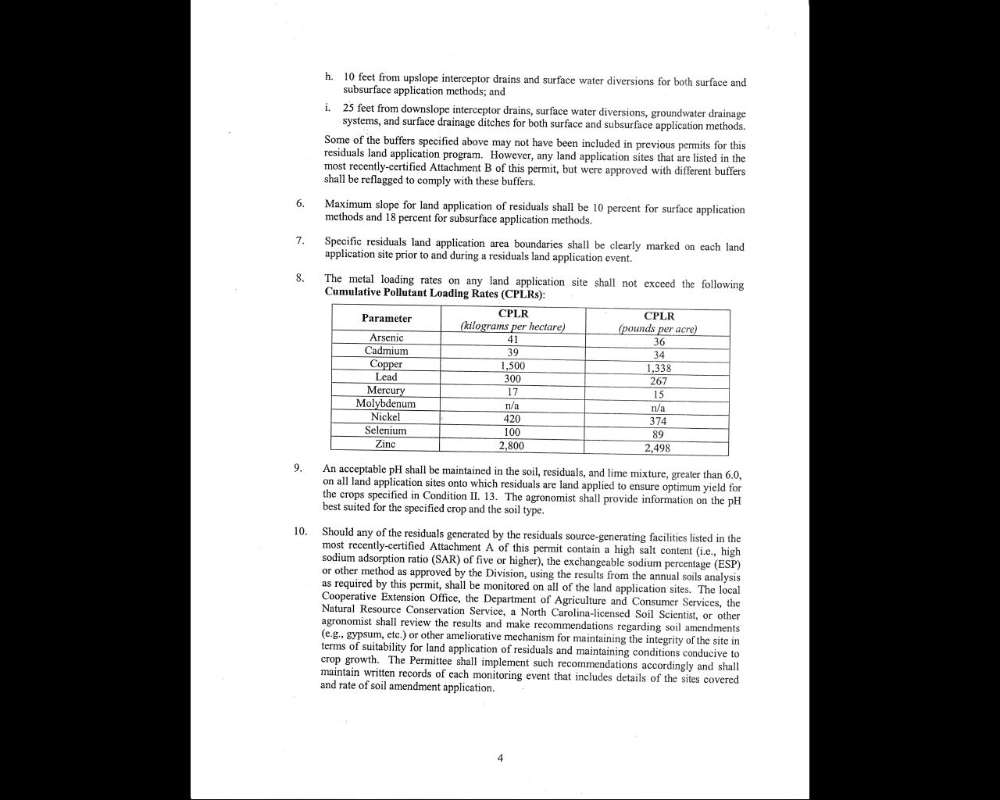 h. 10 feet from upslope interceptor drains and surface water diversions for both surface and
subsurface application methods; and
i. 25 feet from downslope interceptor drains, surface water diversions, groundwater drainage
systems, and surface drainage ditches for both surface and subsurface application methods.
Some of the buffers specified above may not have been included in previous permits for this
residuals land application program. However, any land application sites that are listed in the
most recently-certified Attachment B of this permit, but were approved with different buffers
shall be reflagged to comply with these buffers.
6. Maximum slope for land application of residuals shall be 10 percent for surface application
methods and 18 percent for subsurface application methods.
7. Specific residuals land application area boundaries shall be clearly marked on each land
application site prior to and during a residuals land application event.
8. The metal loading rates on any land application site shall not exceed the following
Cumulative Pollutant Loading Rates (CPLRs):
Parameter CPLR (kilograms per hectare) CPLR (pounds per acre)
Arsenic 41 36
Cadmium 39 34
Copper 1,500 1,338
Lead 300 267
Mercury 17 15
Molybdenum n/a n/a
Nickel 420 374
Selenium 100 89
Zinc 2,800 2,498
9. An acceptable pH shall be maintained in the soil, residuals, and lime mixture, greater than 6.0,
on all land application sites onto which residuals are land applied to ensure optimum yield for
the crops specified in Condition II. 13. The agronomist shall provide information on the pH
best suited for the specified crop and the soil type.
10. Should any of the residuals generated by the residuals source-generating facilities listed in the
most recently-certified Attachment A of this permit contain a high salt content (i.e., high
sodium adsorption ratio (SAR) of five or higher), the exchangeable sodium percentage (ESP)
or other method as approved by the Division, using the results from the annual soils analysis
as required by this permit, shall be monitored on all of the land application sites. The local
Cooperative Extension Office, the Department of Agriculture and Consumer Services, the
Natural Resource Conservation Service, a North Carolina-licensed Soil Scientist, or other
agronomist shall review the results and make recommendations regarding soil amendments
(e.g., gypsum, etc.) or other ameliorative mechanism for maintaining the integrity of the site in
terms of suitability for land application of residuals and maintaining conditions conducive to
crop growth. The Permittee shall implement such recommendations accordingly and shall
maintain written records of each monitoring event that includes details of the sites covered
and rate of soil amendment application.
4